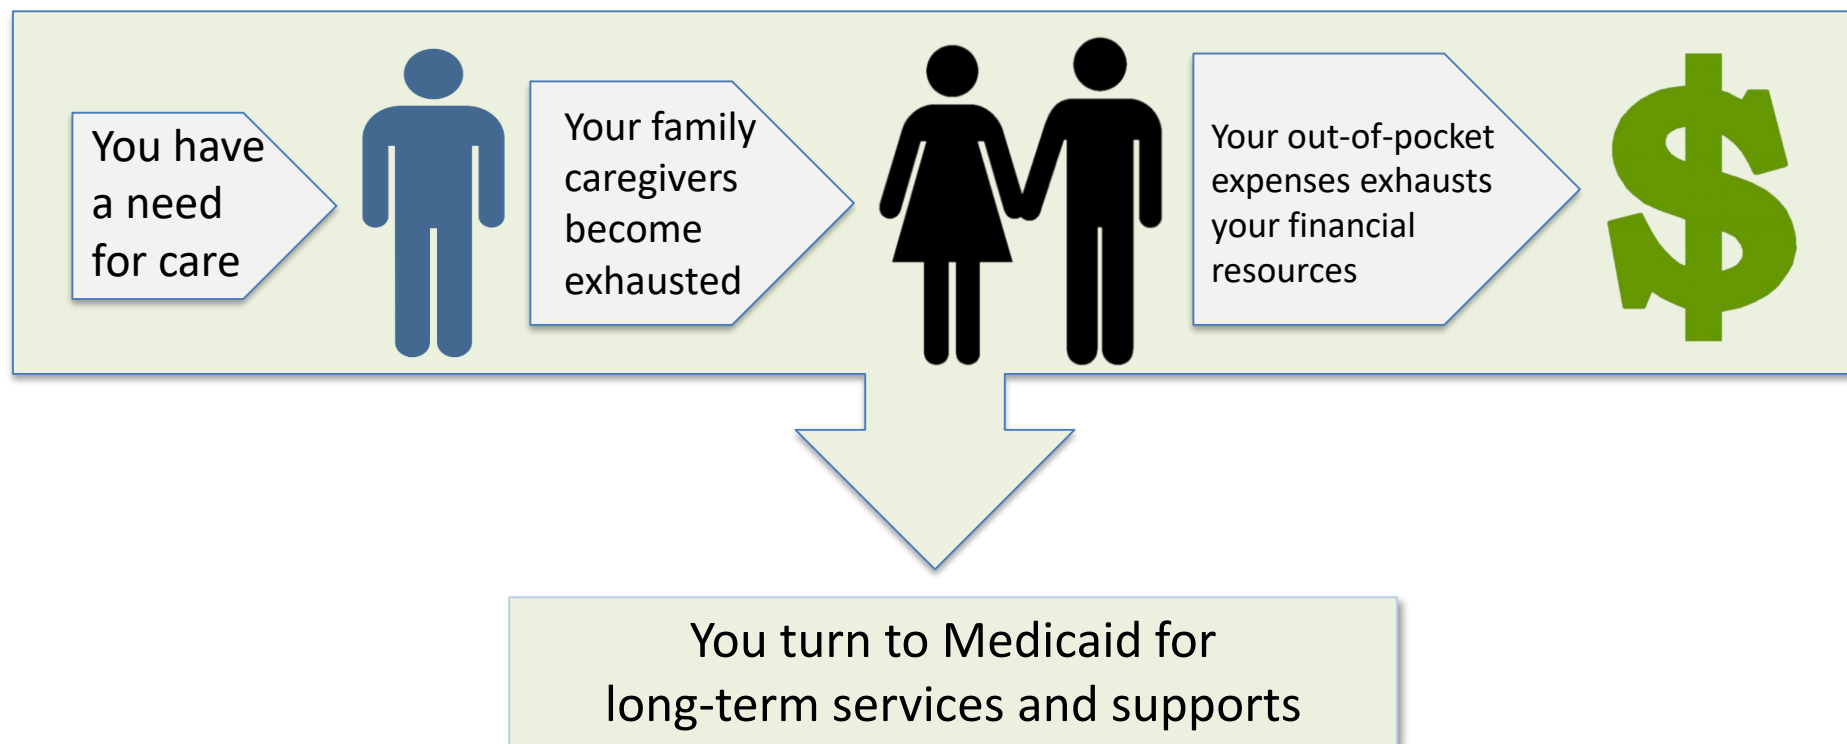 You have
a need
for care
Your family
caregivers
become
exhausted
Your out-of-pocket
expenses exhausts
your financial
resources
$
You turn to Medicaid for
long-term services and supports